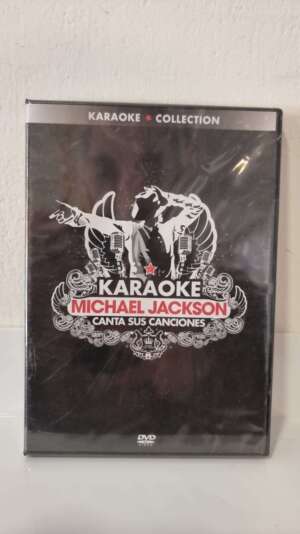 KARAOKE ★ COLLECTION
KARAOKE
MICHAEL JACKSON
CANTA SUS CANCIONES
DVD